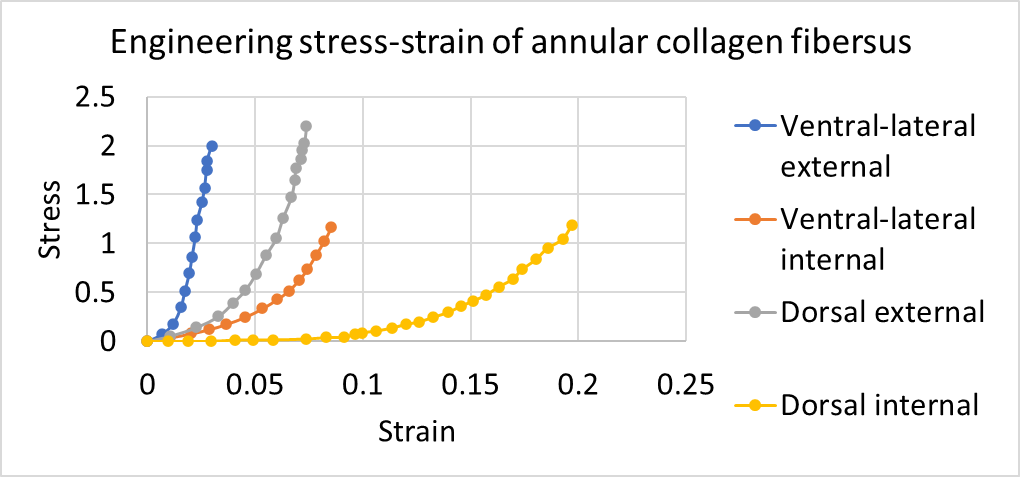 Engineering stress-strain of annular collagen fibersus
2.5
2
1.5
1
0.5
0
Stress
0 0.05 0.1 0.15 0.2 0.25
Strain
Ventral-lateral
external
Ventral-lateral
internal
Dorsal external
Dorsal internal